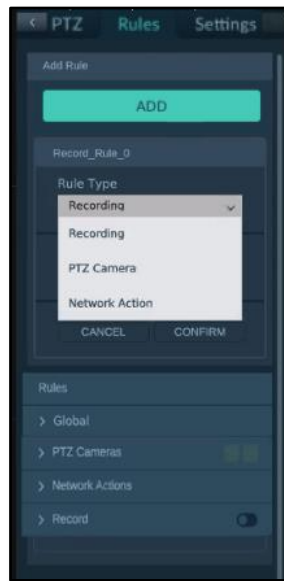 PTZ Rules Settings
Add Rule
ADD
Record_Rule_0
Rule Type
Recording
Recording
PTZ Camera
Network Action
CANCEL CONFIRM
Rules
Global
PTZ Cameras
Network Actions
Record